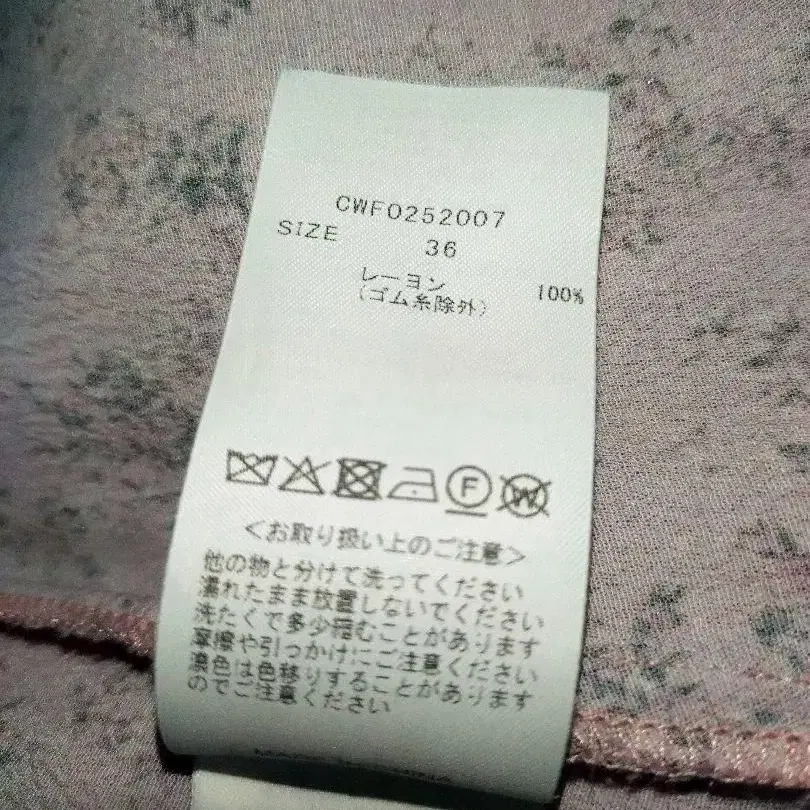 CWF0252007
SIZE 36
レーヨン 100%
(ゴム糸除外)
F
W
<お取り扱い上のご注意>
他の物と分けて洗ってください
濡れたまま放置しないでください
洗たくで多少縮むことがあります
摩擦や引っかけにご注意ください
濃色は色移りすることがあります
のでご注意ください